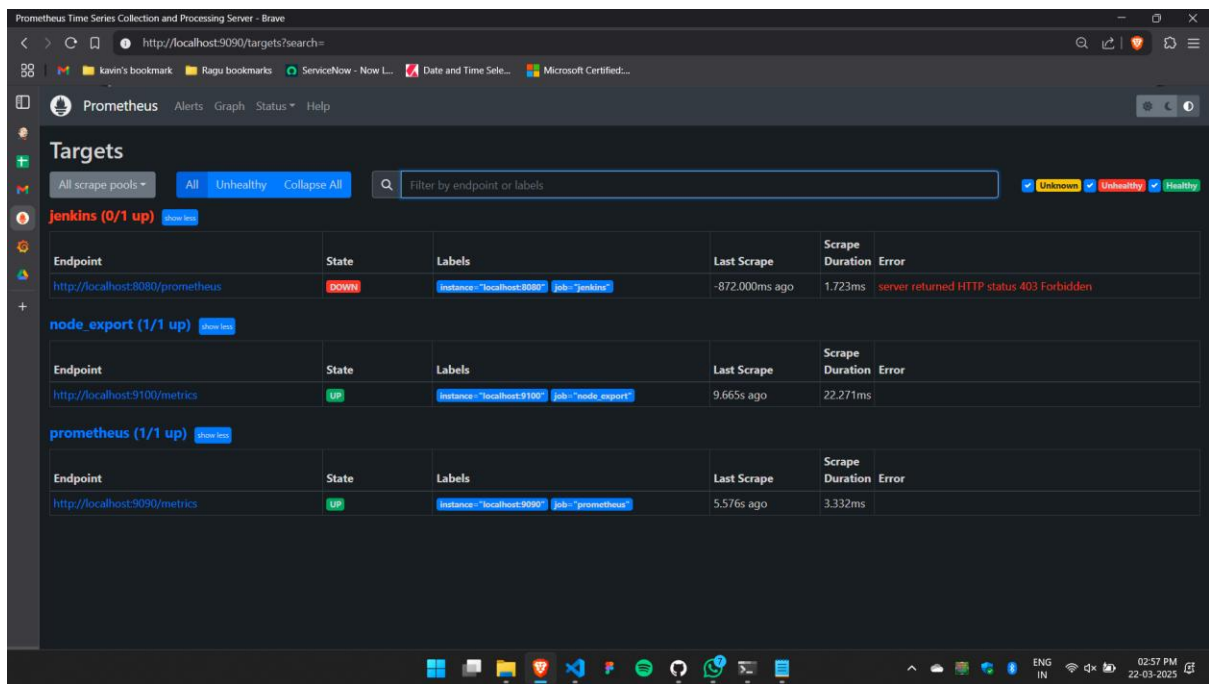 Prometheus Time Series Collection and Processing Server - Brave
http://localhost:9090/targets?search=
kavin's bookmark Ragu bookmarks ServiceNow - Now L... Date and Time Sele... Microsoft Certified:...
Prometheus Alerts Graph Status Help
Targets
All scrape pools All Unhealthy Collapse All Filter by endpoint or labels Unknown Unhealthy Healthy
jenkins (0/1 up) show less
Endpoint State Labels Last Scrape Scrape Duration Error
http://localhost:8080/prometheus DOWN instance="localhost:8080" job="jenkins" -872.000ms ago 1.723ms server returned HTTP status 403 Forbidden
node_export (1/1 up) show less
Endpoint State Labels Last Scrape Scrape Duration Error
http://localhost:9100/metrics UP instance="localhost:9100" job="node_export" 9.665s ago 22.271ms
prometheus (1/1 up) show less
Endpoint State Labels Last Scrape Scrape Duration Error
http://localhost:9090/metrics UP instance="localhost:9090" job="prometheus" 5.576s ago 3.332ms
7
ENG 02:57 PM
IN 22-03-2025